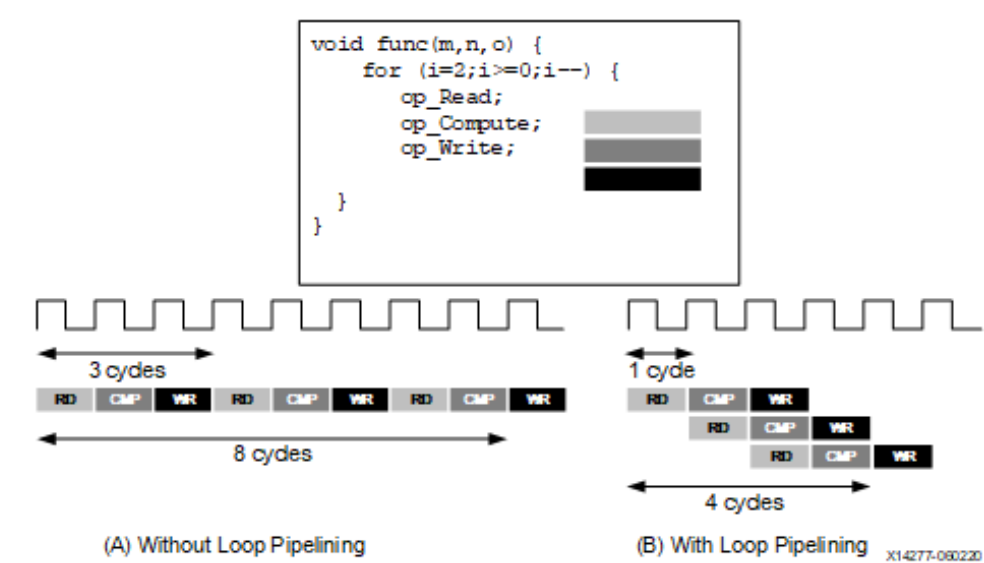 void func(m,n,o) {
for (i=2;i>=0;i--) {
op_Read;
op_Compute;
op_Write;
}
}
3 cycles
RD CMP WR RD CMP WR RD CMP WR
8 cycles
(A) Without Loop Pipelining
1 cycle
RD CMP WR
RD CMP WR
RD CMP WR
4 cycles
(B) With Loop Pipelining
X14277-060220